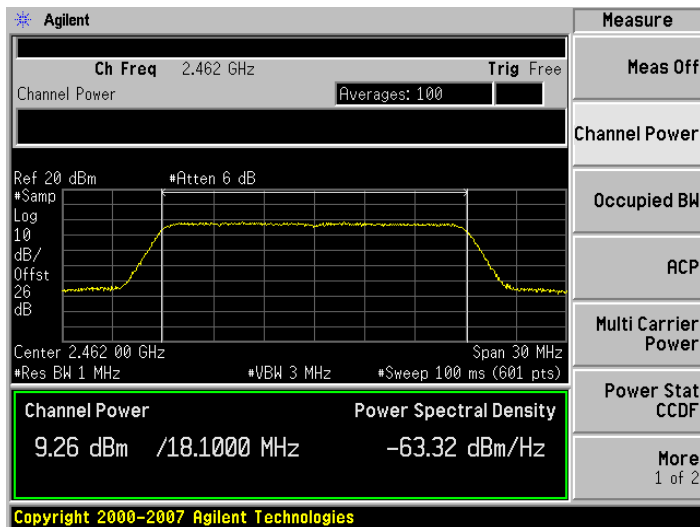 Agilent
Measure
Ch Freq 2.462 GHz Trig Free
Channel Power Averages: 100
Ref 20 dBm #Atten 6 dB
#Samp
Log
10
dB/
Offst
26
dB
Center 2.462 00 GHz Span 30 MHz
#Res BW 1 MHz #VBW 3 MHz #Sweep 100 ms (601 pts)
Channel Power Power Spectral Density
9.26 dBm /18.1000 MHz -63.32 dBm/Hz
Meas Off
Channel Power
Occupied BW
ACP
Multi Carrier
Power
Power Stat
CCDF
More
1 of 2
Copyright 2000-2007 Agilent Technologies